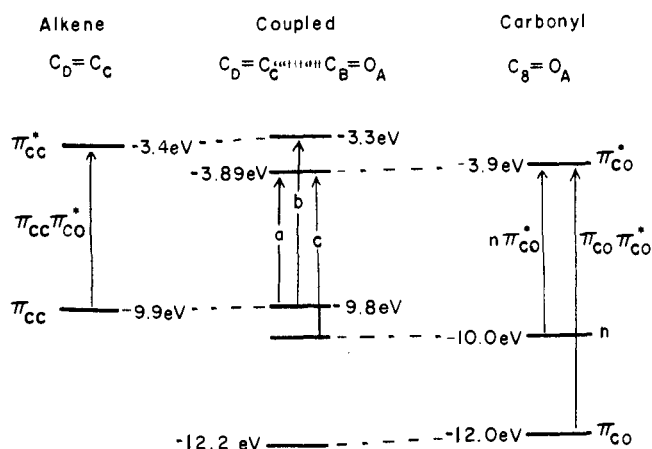 Alkene Coupled Carbonyl
C_D=C_C C_D=C_C C_B=O_A C_8=O_A
π*_CC -3.4eV -3.3eV
-3.89eV -3.9eV π*_CO
b
a c
π_CC π*_CO nπ*_CO π_CO π*_CO
π_CC -9.9eV -9.8eV
-10.0eV n
-12.2 eV -12.0eV π_CO